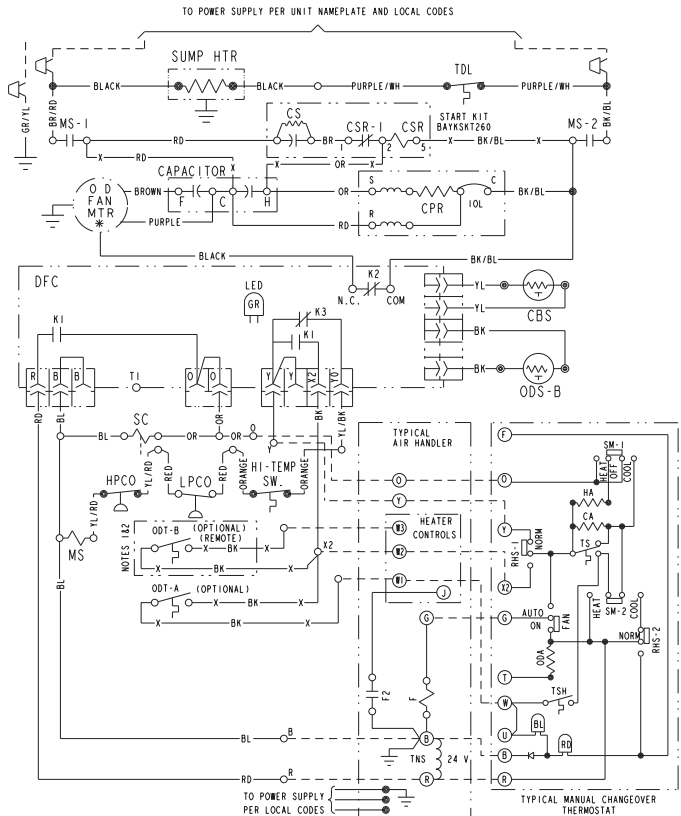 TO POWER SUPPLY PER UNIT NAMEPLATE AND LOCAL CODES
SUMP HTR
TDL
BLACK
BLACK
PURPLE/WH
PURPLE/WH
GR/YL
BR/RD
BK/BL
MS-1
CS
CSR-1
CSR
START KIT
BAYKSKT260
MS-2
RD
BR
1
2
5
X
BK/BL
X
X
RD
X
OR
X
CAPACITOR
O D
FAN
MTR
*
BROWN
F
C
H
OR
S
C
CPR
IOL
BK/BL
PURPLE
RD
R
BLACK
BK/BL
DFC
LED
GR
K2
N.C.
COM
YL
YL
CBS
K1
K3
K1
BK
BK
ODS-B
R
B
B
T1
O
O
Y
Y
X2
YO
RD
BL
SC
OR
BK
YL/BK
BL
OR
OR
O
Y
HPCO
YL/RD
RED
LPCO
RED
ORANGE
HI-TEMP
SW.
ORANGE
YL/RD
MS
NOTES 1&2
ODT-B
(OPTIONAL)
(REMOTE)
X
BK
X
X2
X
BK
X
ODT-A
(OPTIONAL)
X
BK
X
X
BK
X
BL
TYPICAL
AIR HANDLER
O
Y
W3
HEATER
CONTROLS
W2
W1
J
G
F2
F
B
TNS
24 V
R
BL
B
RD
R
TO POWER SUPPLY
PER LOCAL CODES
F
SM-1
HEAT
OFF
COOL
O
HA
CA
Y
NORM
RHS-1
TS
X2
HEAT
SM-2
COOL
G
AUTO
ON
FAN
NORM
RHS-2
ODA
T
W
TSH
U
BL
RD
B
R
TYPICAL MANUAL CHANGEOVER
THERMOSTAT